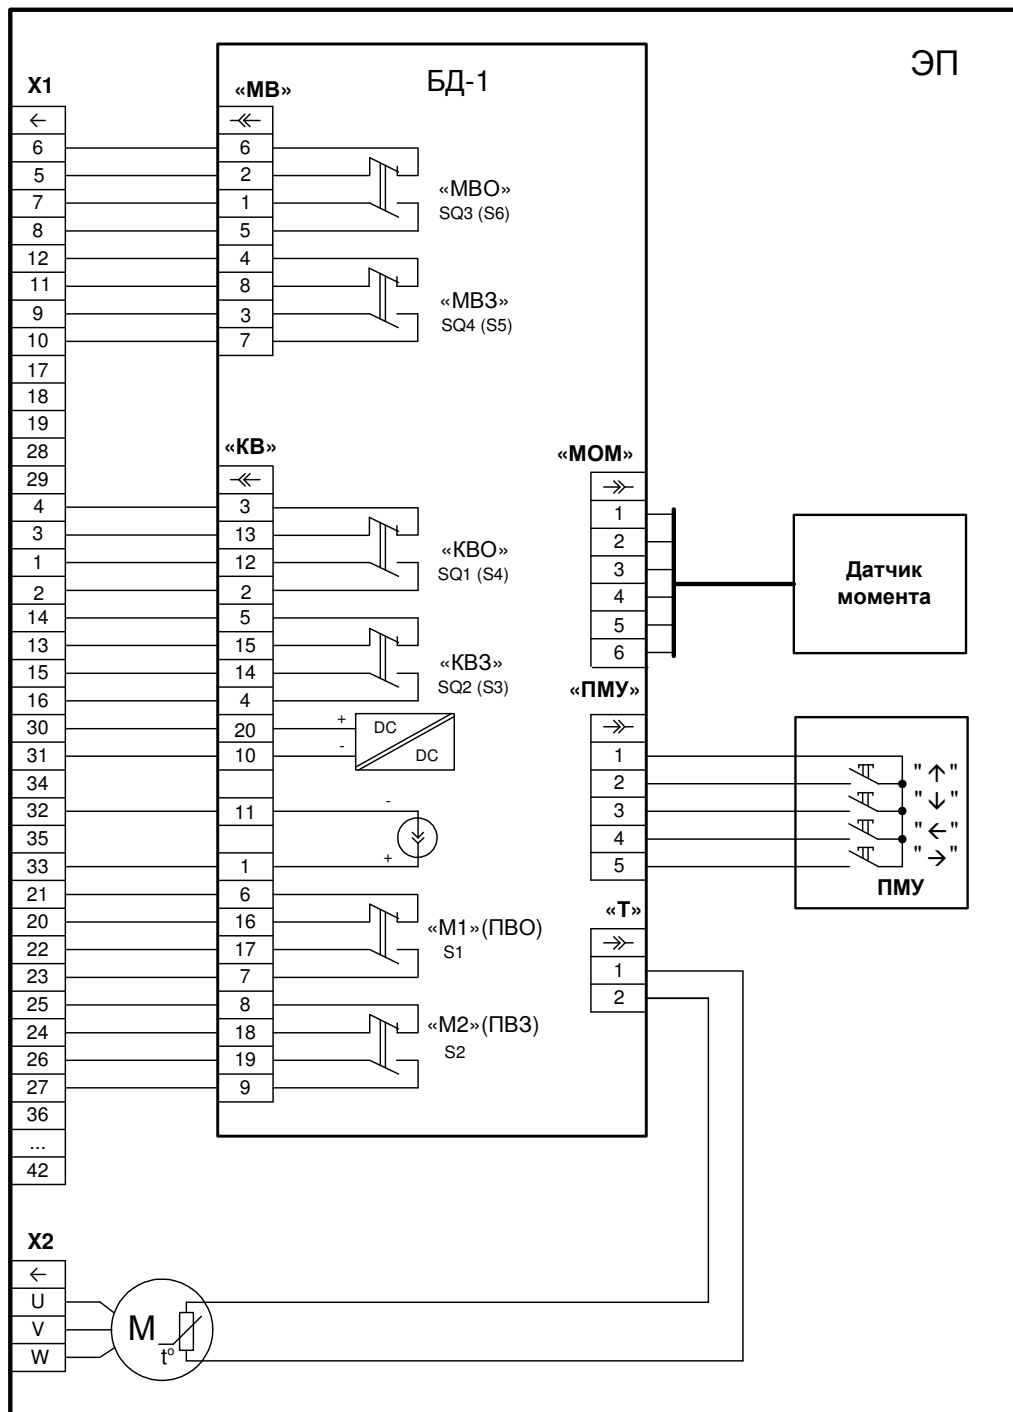 ЭП
БД-1
X1
←
6
5
7
8
12
11
9
10
17
18
19
28
29
4
3
1
2
14
13
15
16
30
31
34
32
35
33
21
20
22
23
25
24
26
27
36
...
42
«МВ»
6
2
1
5
4
8
3
7
«МВО»
SQ3 (S6)
«МВЗ»
SQ4 (S5)
«КВ»
3
13
12
2
5
15
14
4
20
10
11
1
6
16
17
7
8
18
19
9
«КВО»
SQ1 (S4)
«КВЗ»
SQ2 (S3)
+
-
DC
DC
-
+
«М1»(ПВО)
S1
«М2»(ПВЗ)
S2
«МОМ»
1
2
3
4
5
6
Датчик
момента
«ПМУ»
1
2
3
4
5
"↑"
"↓"
"←"
"→"
ПМУ
«Т»
1
2
X2
←
U
V
W
M
tº